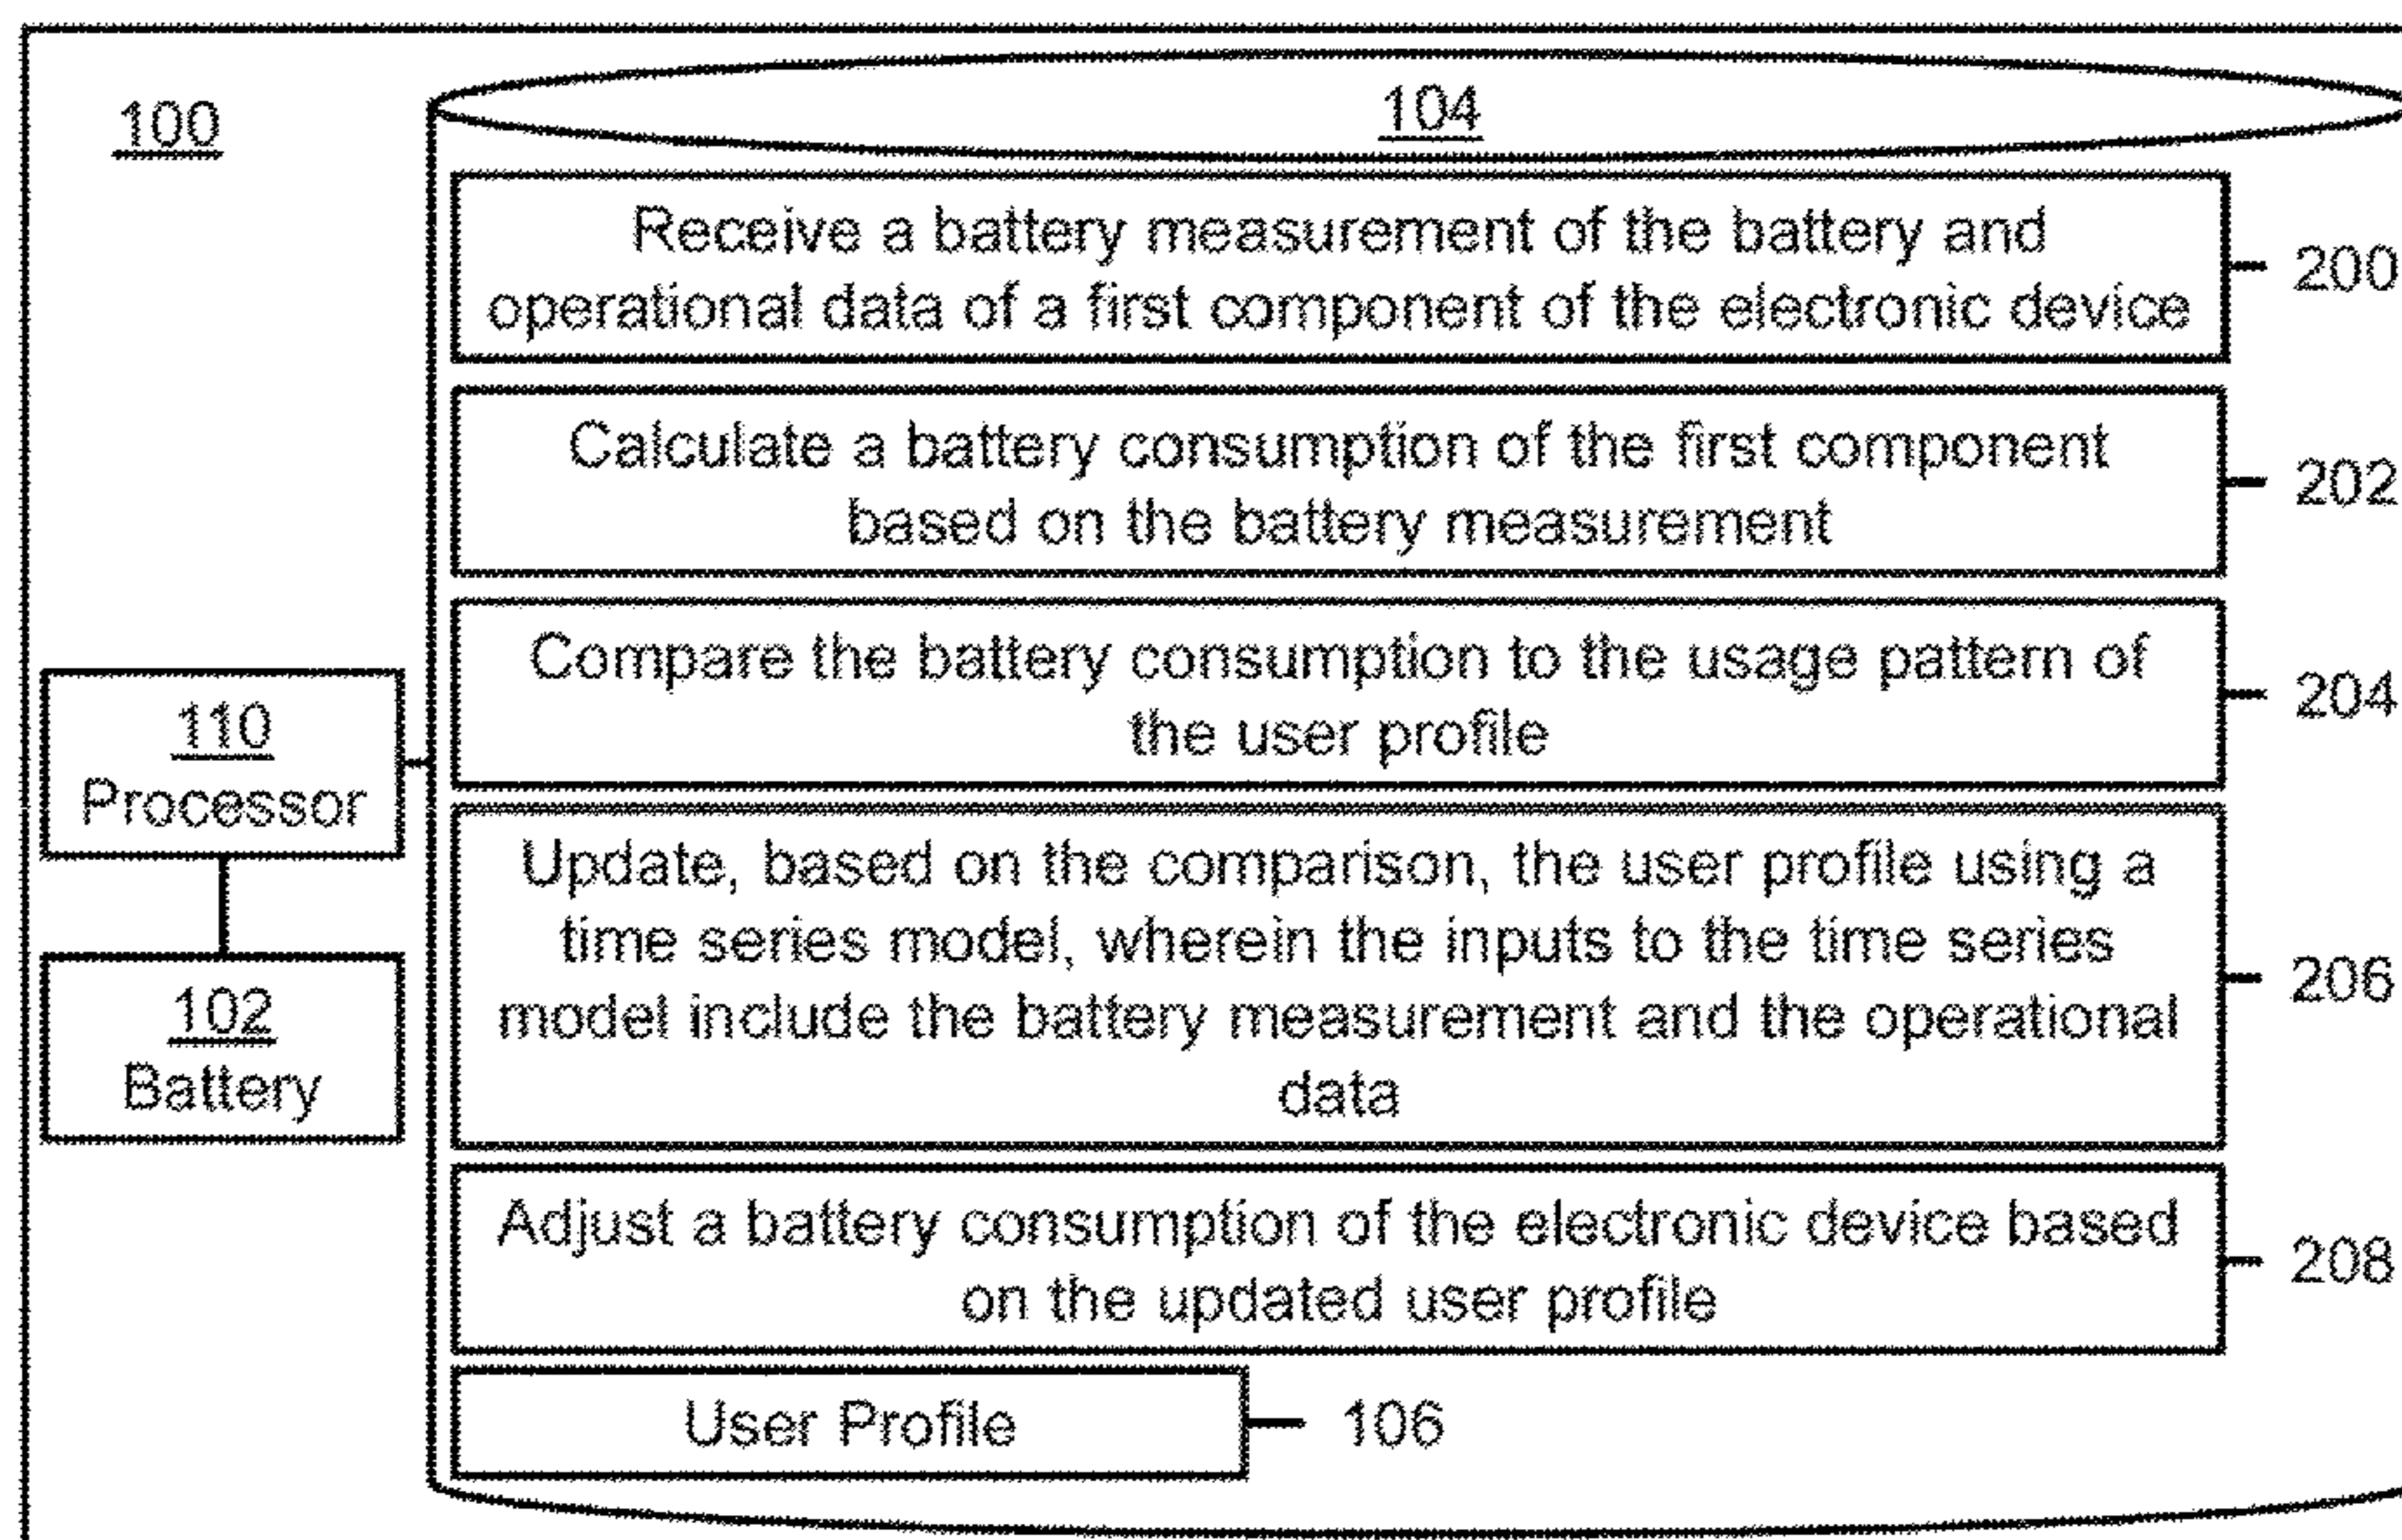 100
104
Receive a battery measurement of the battery and
operational data of a first component of the electronic device
200
Calculate a battery consumption of the first component
based on the battery measurement
202
Compare the battery consumption to the usage pattern of
the user profile
204
110
Processor
Update, based on the comparison, the user profile using a
time series model, wherein the inputs to the time series
model include the battery measurement and the operational
data
206
102
Battery
Adjust a battery consumption of the electronic device based
on the updated user profile
208
User Profile
106